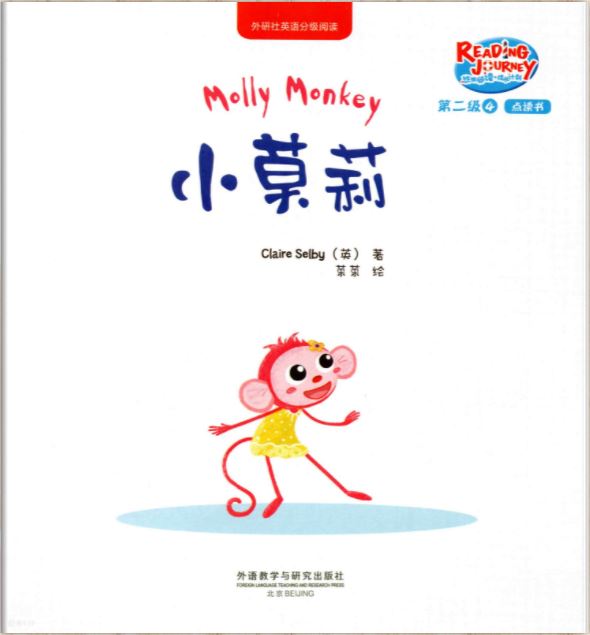 外研社英语分级阅读
READING
JOURNEY
第二级4 点读书
Molly Monkey
小莫莉
Claire Selby（英） 著
菜菜 绘
外语教学与研究出版社
FOREIGN LANGUAGE TEACHING AND RESEARCH PRESS
北京 BEIJING